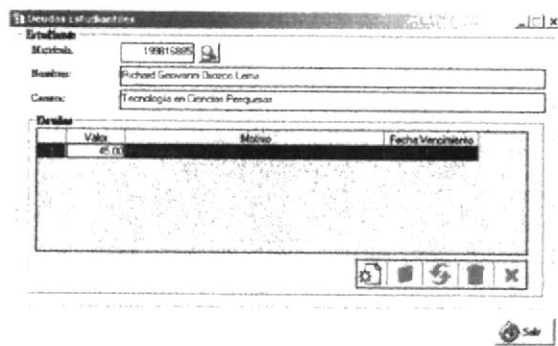 Deudas Estudiantiles
Estudiante
Matrícula:
199816885
Nombres:
Richard Geovanni Orozco Lema
Carrera:
Tecnología en Ciencias Pesqueras
Deudas
Valor Motivo Fecha Vencimiento
45.00
Salir